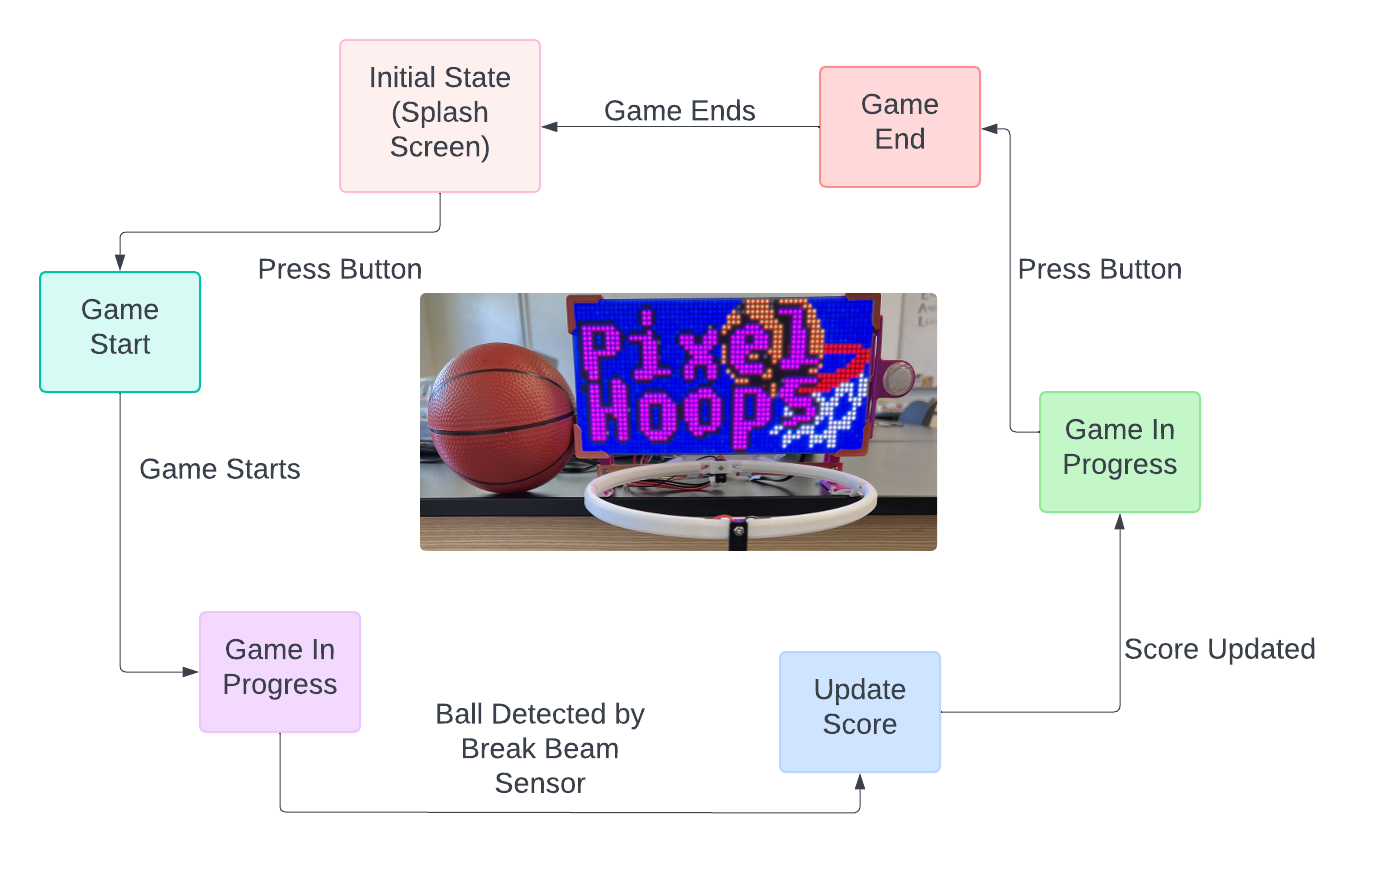 Initial State
(Splash
Screen)
Game Ends
Game
End
Press Button
Press Button
Game
Start
Pixel
Hoops
Game In
Progress
Game Starts
Game In
Progress
Score Updated
Update
Score
Ball Detected by
Break Beam
Sensor